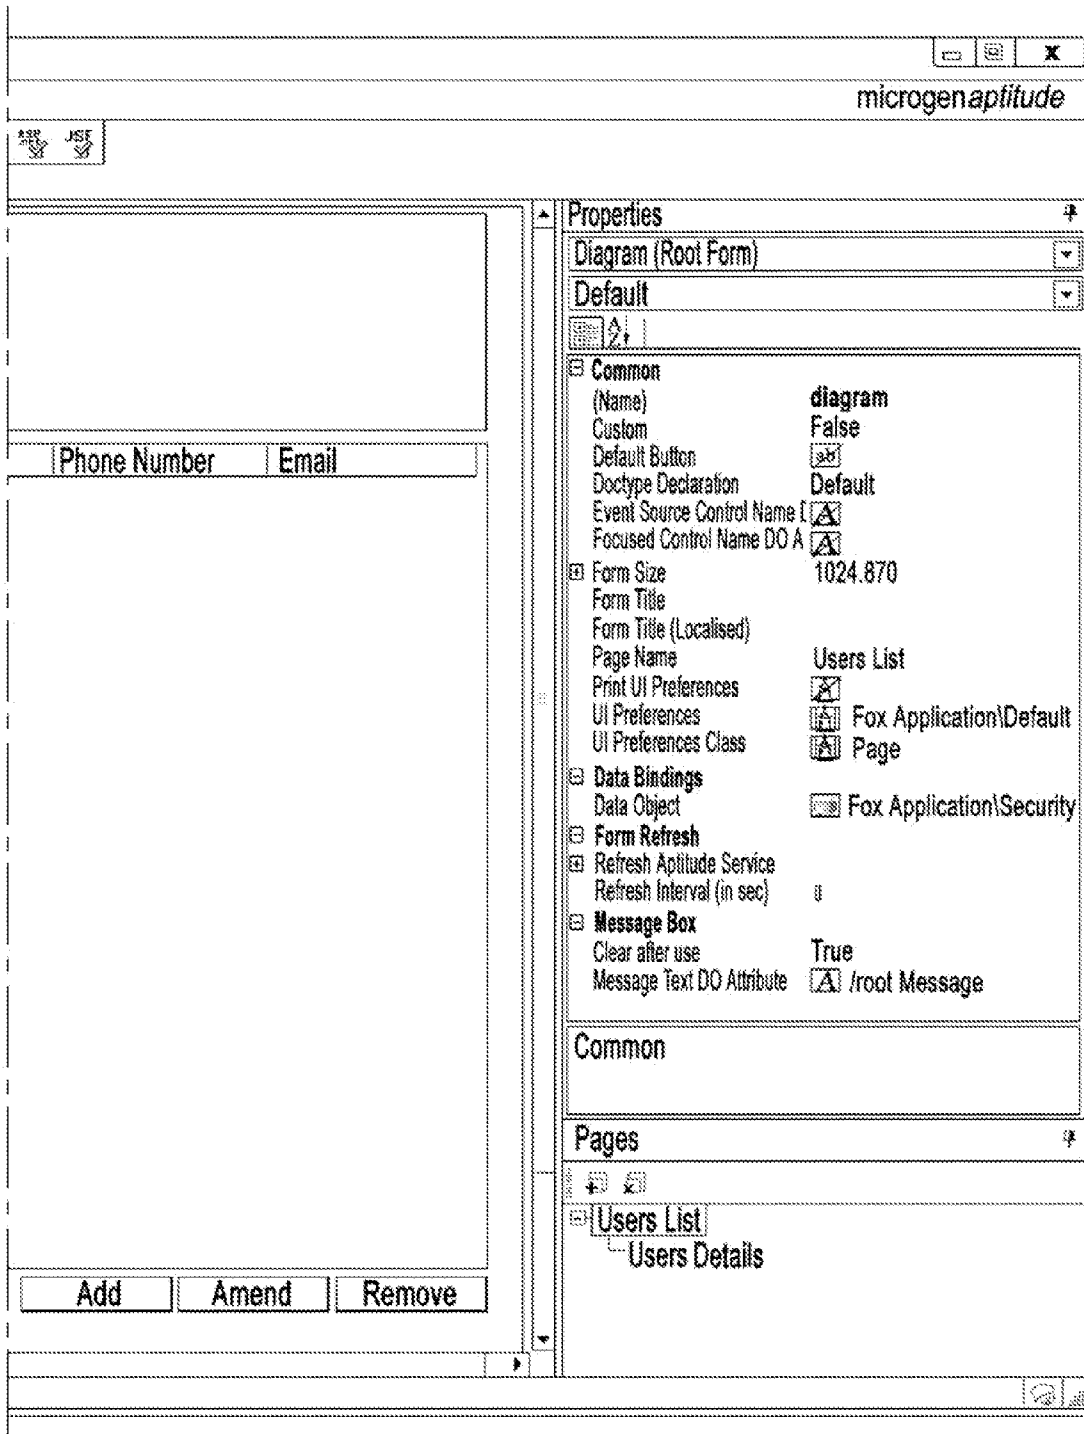 microgenaptitude
JSF
Properties
Diagram (Root Form)
Default
Common
(Name) diagram
Custom False
Default Button ab
Doctype Declaration Default
Event Source Control Name D A
Focused Control Name DO A A
Form Size 1024.870
Form Title
Form Title (Localised)
Page Name Users List
Print UI Preferences A
UI Preferences A Fox Application\Default
UI Preferences Class A Page
Data Bindings
Data Object Fox Application\Security
Form Refresh
Refresh Aptitude Service
Refresh Interval (in sec)
Message Box
Clear after use True
Message Text DO Attribute A /root Message
Common
Phone Number Email
Add Amend Remove
Pages
Users List
Users Details